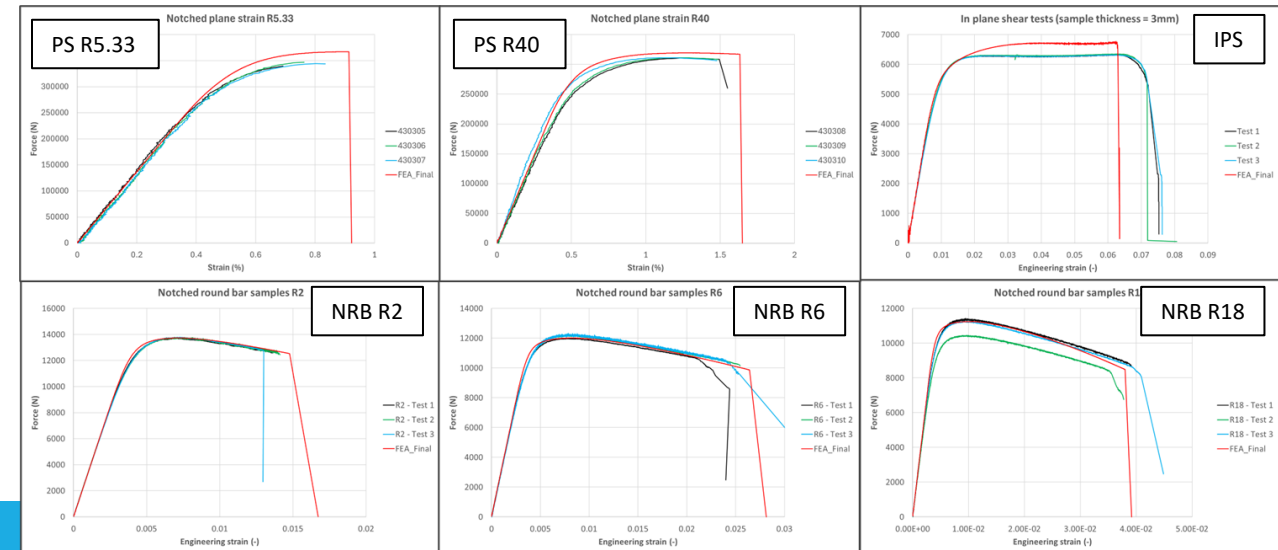 Notched plane strain R5.33
PS R5.33
300000
250000
200000
150000
100000
50000
0
Force (N)
0 0.2 0.4 0.6 0.8 1
Strain (%)
430305
430306
430307
FEA_Final
Notched plane strain R40
PS R40
250000
200000
150000
100000
50000
0
Force (N)
0 0.5 1 1.5 2
Strain (%)
430308
430309
430310
FEA_Final
In plane shear tests (sample thickness = 3mm)
IPS
7000
6000
5000
4000
3000
2000
1000
0
Force (N)
0 0.01 0.02 0.03 0.04 0.05 0.06 0.07 0.08 0.09
Engineering strain (-)
Test 1
Test 2
Test 3
FEA_Final
Notched round bar samples R2
NRB R2
16000
14000
12000
10000
8000
6000
4000
2000
0
Force (N)
0 0.005 0.01 0.015 0.02
Engineering strain (-)
R2 - Test 1
R2 - Test 2
R2 - Test 3
FEA_Final
Notched round bar samples R6
NRB R6
14000
12000
10000
8000
6000
4000
2000
0
Force (N)
0 0.005 0.01 0.015 0.02 0.025 0.03
Engineering strain (-)
R6 - Test 1
R6 - Test 2
R6 - Test 3
FEA_Final
Notched round bar samples R1
NRB R18
12000
10000
8000
6000
4000
2000
0
Force (N)
0.00E+00 1.00E-02 2.00E-02 3.00E-02 4.00E-02 5.00E-02
Engineering strain (-)
R18 - Test 1
R18 - Test 2
R18 - Test 3
FEA_Final